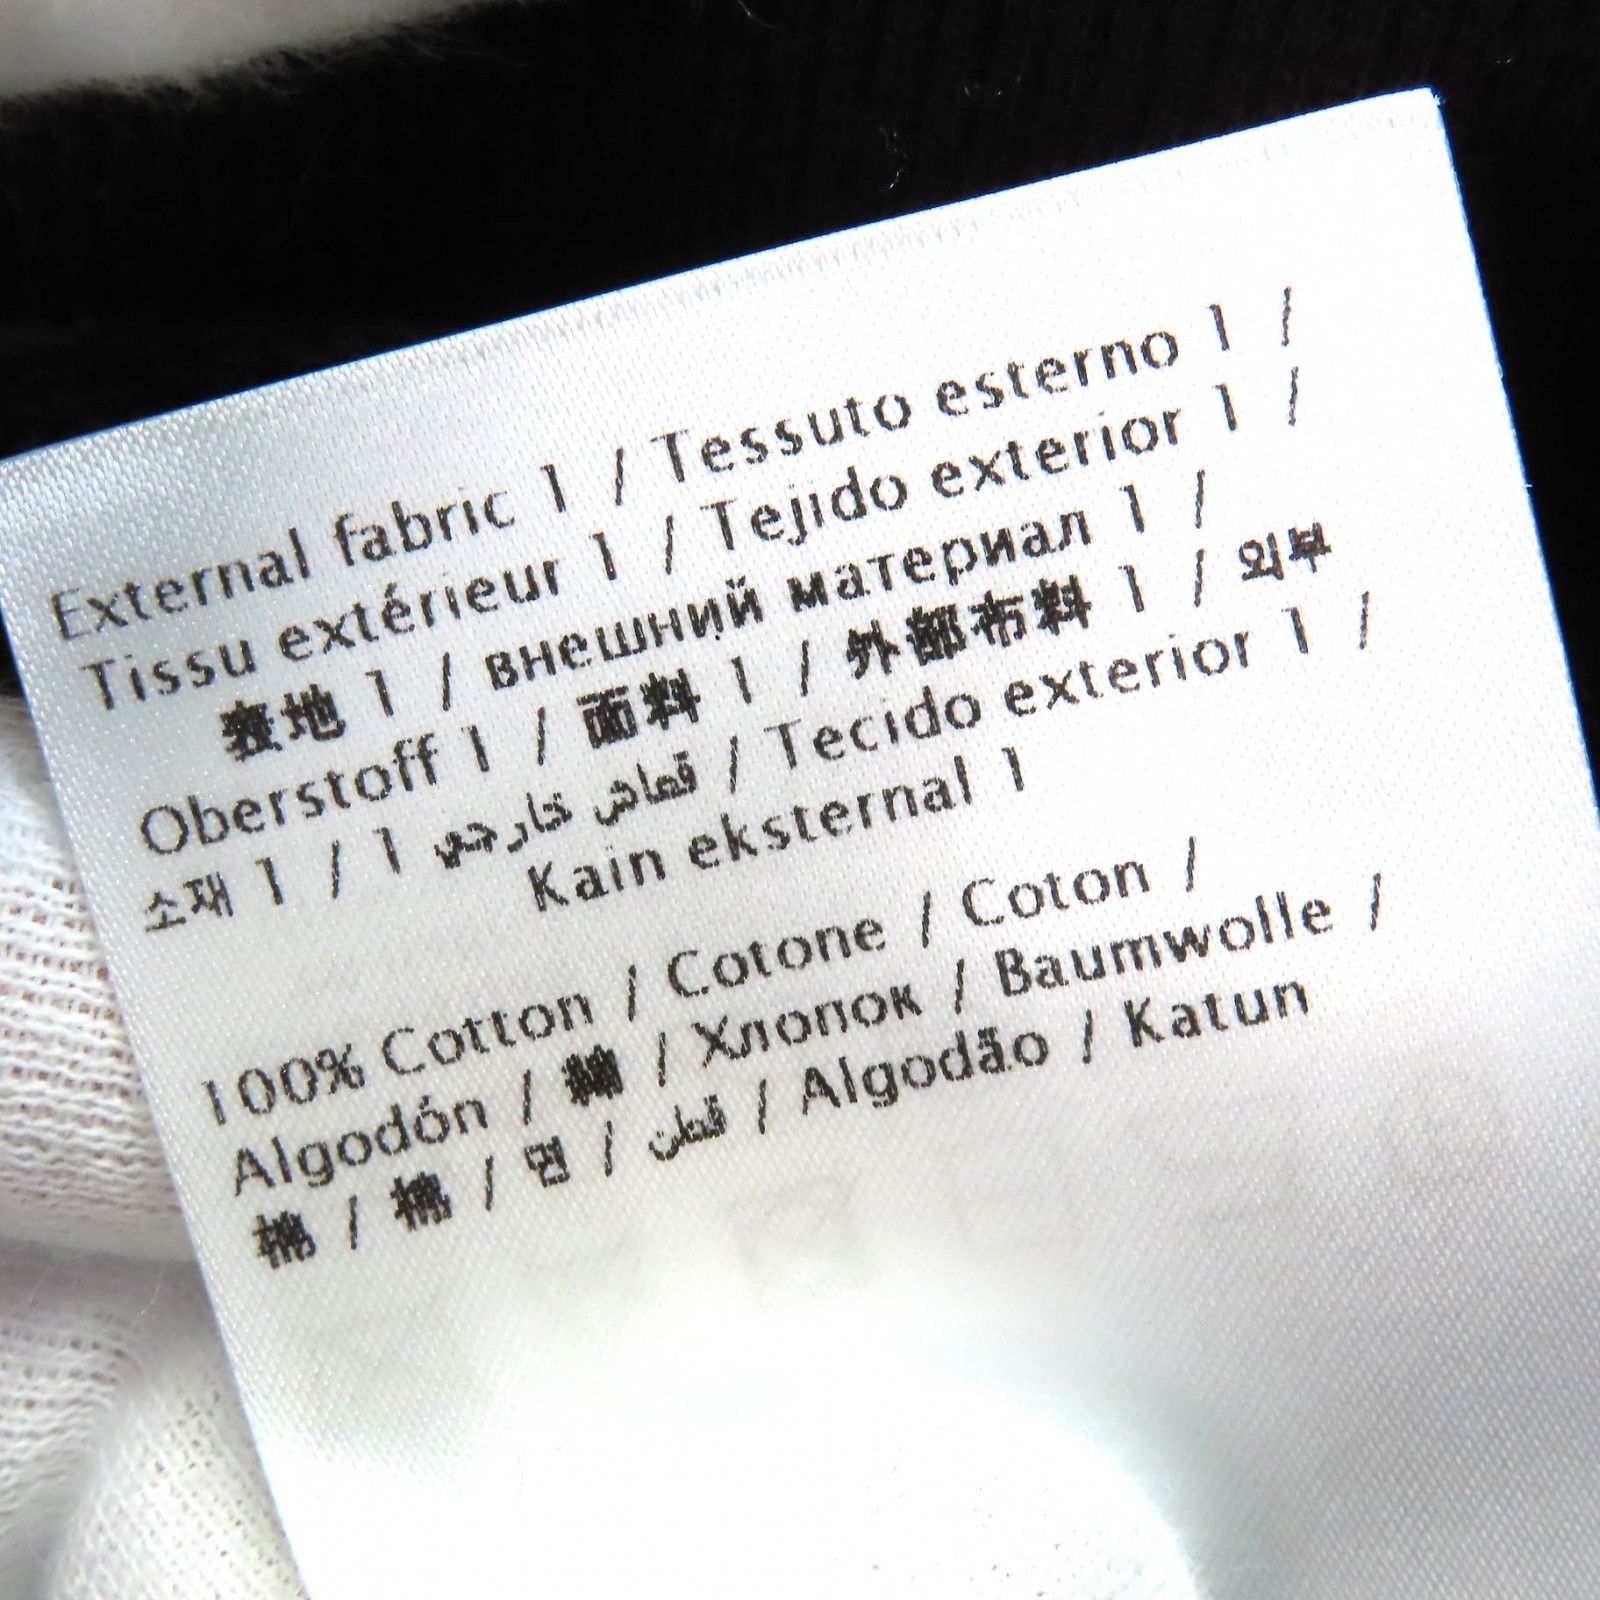 External fabric 1 / Tessuto esterno 1 /
Tissu extérieur 1 / Tejido exterior 1 /
表地 1 / внешний материал 1 /
Oberstoff 1 / 面料 1 / 外部布料 1 / 외부
소재 1 / 1 قماش خارجي / Tecido exterior 1 /
Kain eksternal 1
100% Cotton / Cotone / Coton /
Algodón / 綿 / Хлопок / Baumwolle /
棉 / 棉 / 면 / قطن / Algodão / Katun